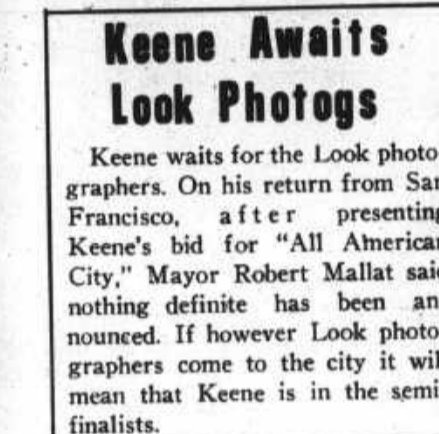 Keene Awaits
Look Photogs
Keene waits for the Look photo
graphers. On his return from San
Francisco, after presenting
Keene's bid for "All American
City," Mayor Robert Mallat said
nothing definite has been an
nounced. If however Look photo
graphers come to the city it will
mean that Keene is in the semi
finalists.